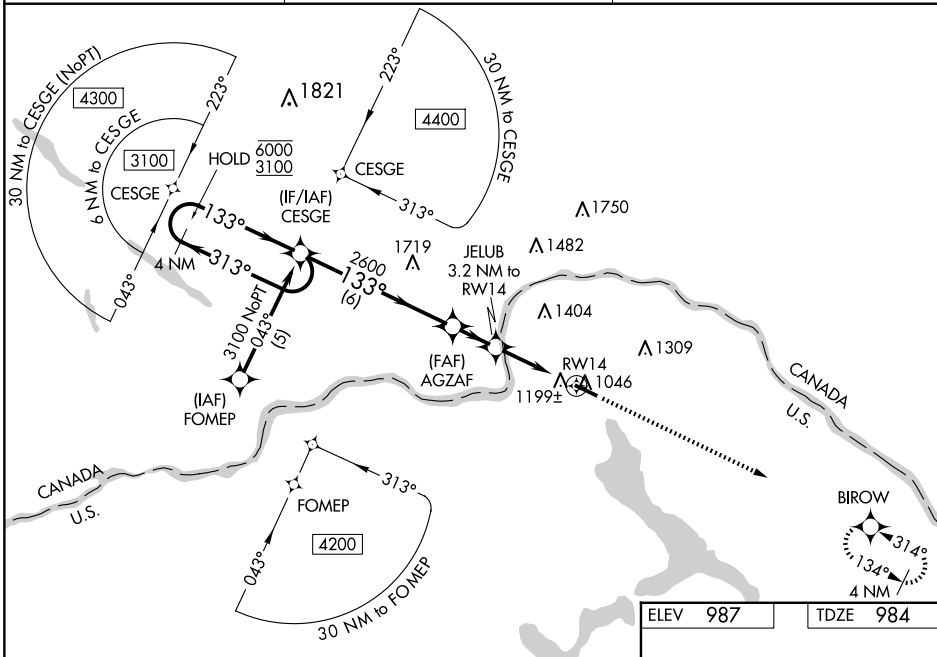 30 NM to CESGE (NoPT)
4300
223°
6 NM to CESGE
3100
CESGE
043°
1821
HOLD 6000
3100
223°
30 NM to CESGE
4400
CESGE
313°
(IF/IAF)
CESGE
133°
313°
4 NM
3100 NoPT
043°
(5)
(IAF)
FOMEP
1719
2600
133°
(6)
JELUB
3.2 NM to
RW14
1750
1482
1404
1309
(FAF)
AGZAF
RW14
1199±
1046
CANADA
U.S.
CANADA
U.S.
313°
FOMEP
4200
043°
30 NM to FOMEP
BIROW
314°
134°
4 NM
ELEV 987
TDZE 984